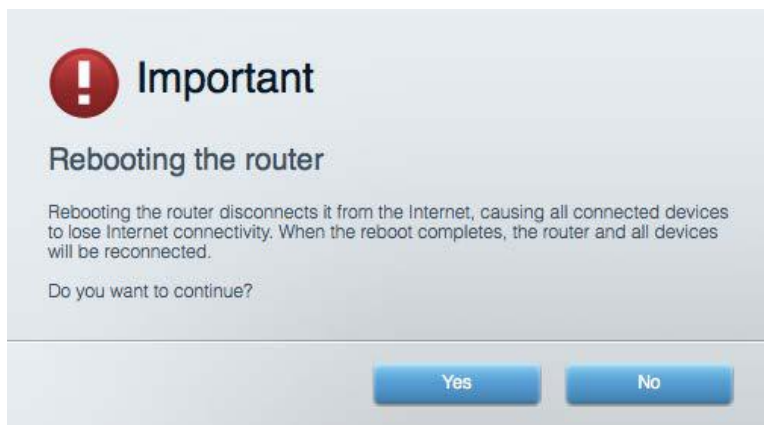 Important
Rebooting the router
Rebooting the router disconnects it from the Internet, causing all connected devices
to lose Internet connectivity. When the reboot completes, the router and all devices
will be reconnected.
Do you want to continue?
Yes
No